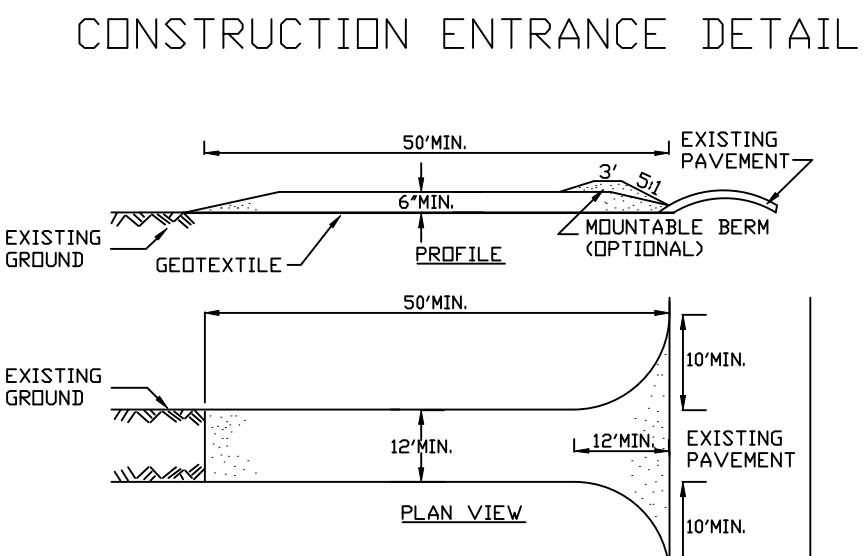 CONSTRUCTION ENTRANCE DETAIL
50'MIN.
EXISTING
PAVEMENT
3'
5:1
6"MIN.
MOUNTABLE BERM
(OPTIONAL)
EXISTING
GROUND
GEOTEXTILE
PROFILE
50'MIN.
10'MIN.
EXISTING
GROUND
12'MIN.
12'MIN.
EXISTING
PAVEMENT
PLAN VIEW
10'MIN.